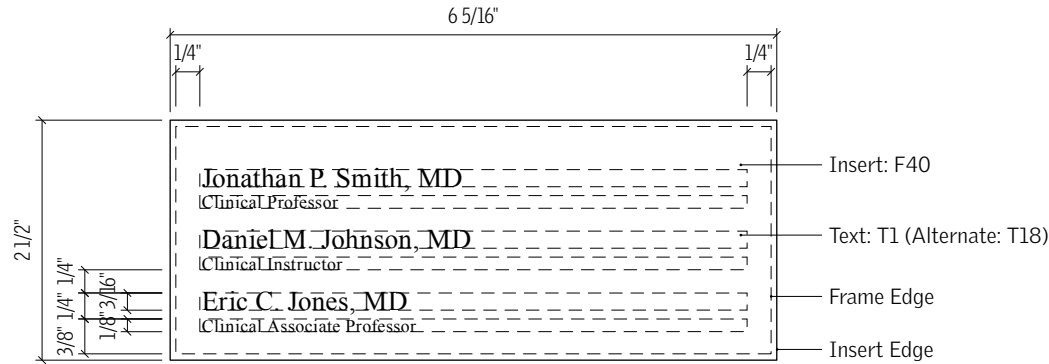 6 5/16"
1/4"
1/4"
Insert: F40
Jonathan P. Smith, MD
Clinical Professor
2 1/2"
Text: T1 (Alternate: T18)
Daniel M. Johnson, MD
Clinical Instructor
1/4"
3/16"
1/4"
Frame Edge
Eric C. Jones, MD
1/8"
Clinical Associate Professor
3/8"
Insert Edge